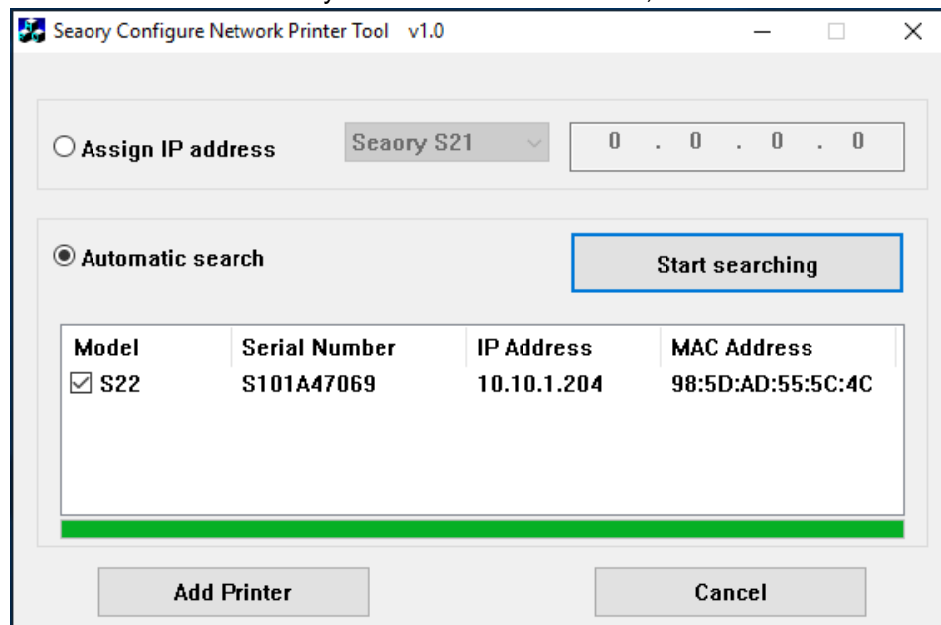 Seaory Configure Network Printer Tool v1.0
Assign IP address Seaory S21 0 . 0 . 0 . 0
Automatic search Start searching
Model Serial Number IP Address MAC Address
S22 S101A47069 10.10.1.204 98:5D:AD:55:5C:4C
Add Printer Cancel